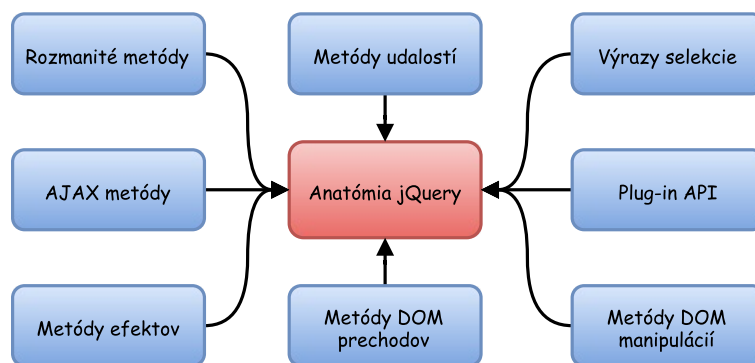 Rozmanité metódy
Metódy udalostí
Výrazy selekcie
AJAX metódy
Anatómia jQuery
Plug-in API
Metódy efektov
Metódy DOM
prechodov
Metódy DOM
manipulácií